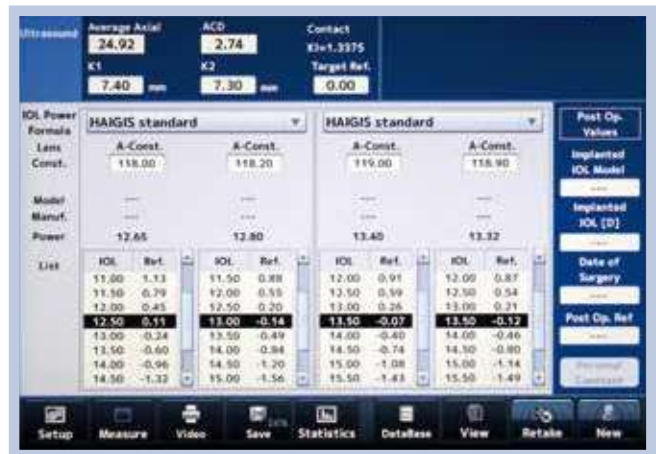 Ultrasound Average Axial ACD Contact
24.92 2.74 KI=1.3375
K1 K2 Target Ref.
7.40 mm 7.30 mm 0.00
IOL Power Formula HAIGIS standard HAIGIS standard Post Op. Values
Lens Const. A-Const. A-Const. A-Const. A-Const. Implanted IOL Model
118.00 118.20 119.00 118.90 ---
Model --- --- --- --- Implanted IOL [D]
Manuf. --- --- --- --- ---
Power 12.65 12.80 13.40 13.32
List IOL Ref. IOL Ref. IOL Ref. IOL Ref. Date of Surgery
11.00 1.13 11.50 0.88 12.00 0.91 12.00 0.87
11.50 0.79 12.00 0.55 12.50 0.59 12.50 0.54 ---
12.00 0.45 12.50 0.20 13.00 0.26 13.00 0.21
12.50 0.11 13.00 -0.14 13.50 -0.07 13.50 -0.12 Post Op. Ref
13.00 -0.24 13.50 -0.49 14.00 -0.40 14.00 -0.46 ---
13.50 -0.60 14.00 -0.84 14.50 -0.74 14.50 -0.80
14.00 -0.96 14.50 -1.20 15.00 -1.08 15.00 -1.14 Personal Constant
14.50 -1.32 15.00 -1.56 15.50 -1.43 15.50 -1.49
Setup Measure Video Save Statistics DataBase View Retake New